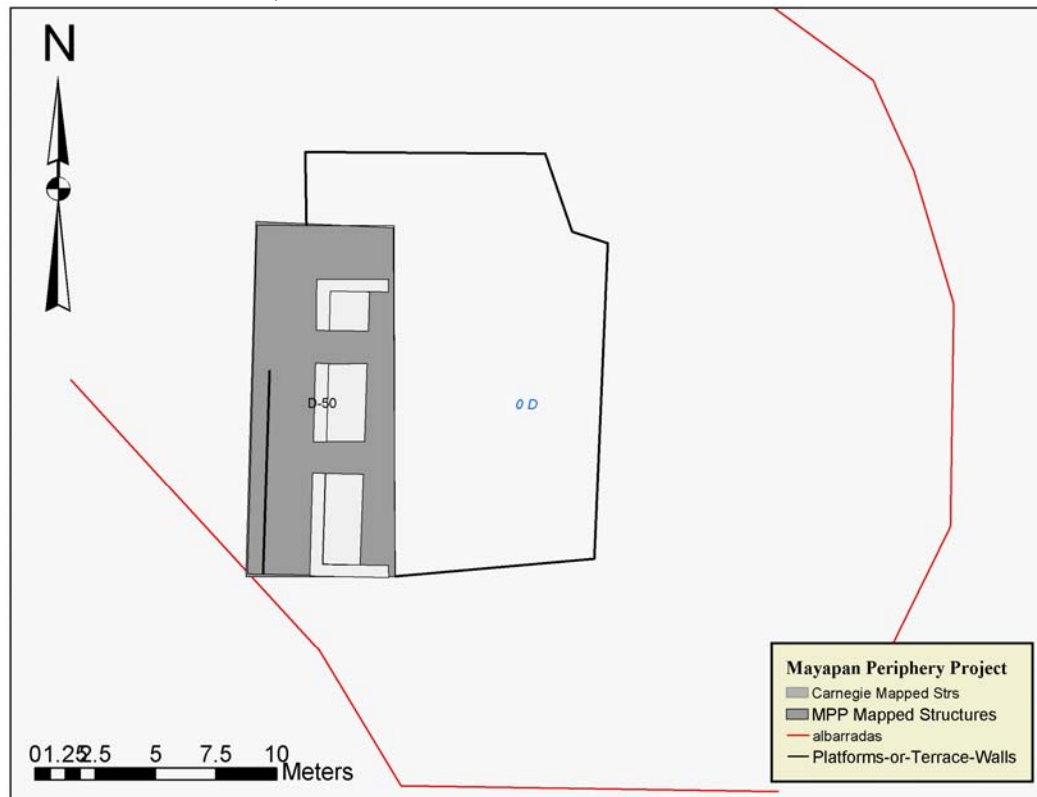 N
D-50
0 D
01.252.5 5 7.5 10
Meters
Mayapan Periphery Project
Carnegie Mapped Strs
MPP Mapped Structures
albarradas
Platforms-or-Terrace-Walls